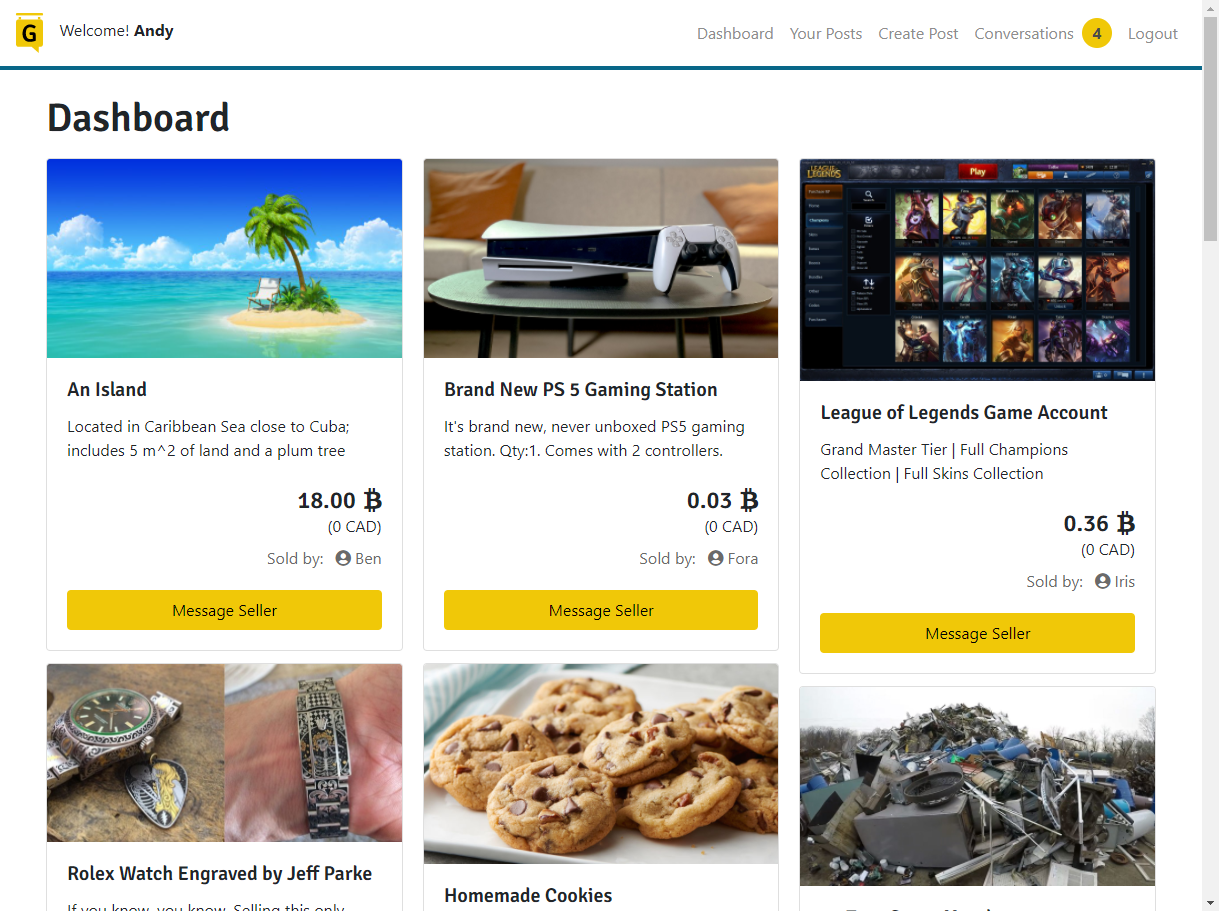 G
Welcome! Andy
Dashboard
Your Posts
Create Post
Conversations
4
Logout
Dashboard
An Island
Located in Caribbean Sea close to Cuba;
includes 5 m^2 of land and a plum tree
18.00 ₿
(0 CAD)
Sold by: Ben
Message Seller
Brand New PS 5 Gaming Station
It's brand new, never unboxed PS5 gaming
station. Qty:1. Comes with 2 controllers.
0.03 ₿
(0 CAD)
Sold by: Fora
Message Seller
LEAGUE OF
LEGENDS
Play
League of Legends Game Account
Grand Master Tier | Full Champions
Collection | Full Skins Collection
0.36 ₿
(0 CAD)
Sold by: Iris
Message Seller
Rolex Watch Engraved by Jeff Parke
If you know, you know. Selling this only
Homemade Cookies